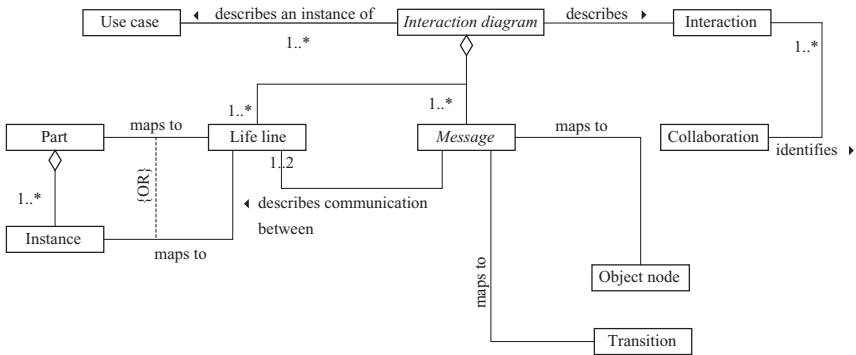 Use case
describes an instance of
Interaction diagram
describes
Interaction
1..*
1..*
1..*
1..*
Part
maps to
Life line
Message
maps to
Collaboration
identifies
1..2
1..*
{OR}
describes communication
between
Instance
maps to
maps to
Object node
Transition